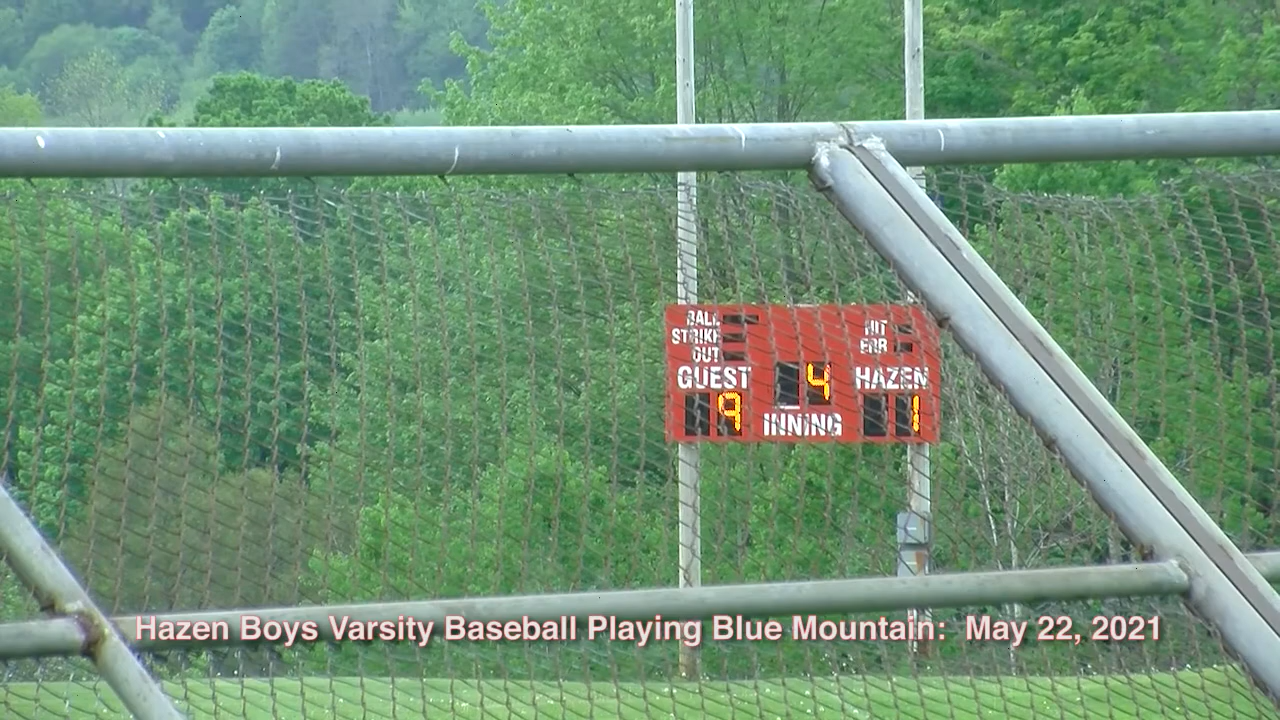 BALL
STRIKE
OUT
HIT
ERR
GUEST 4 HAZEN
9 INNING 1
Hazen Boys Varsity Baseball Playing Blue Mountain: May 22, 2021